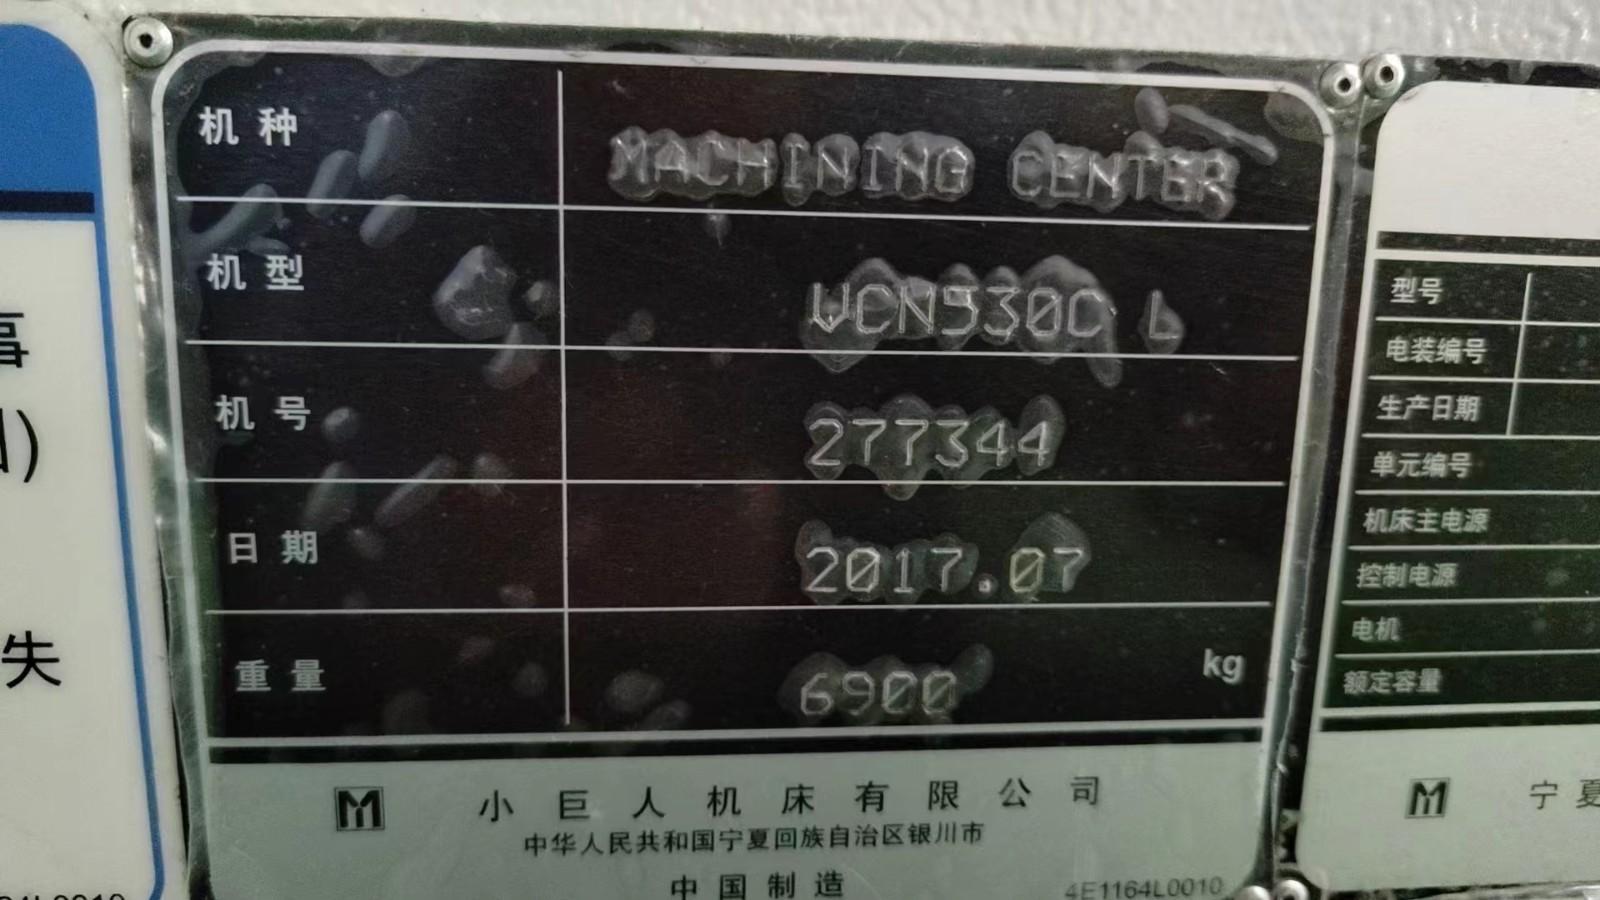 机种 MACHINING CENTER
机型 VCN530C L
机号 277344
日期 2017.07
重量 6900 kg
小巨人机床有限公司
中华人民共和国宁夏回族自治区银川市
中国制造
4E1164L0010
失
型号
电装编号
生产日期
单元编号
机床主电源
控制电源
电机
额定容量
宁夏